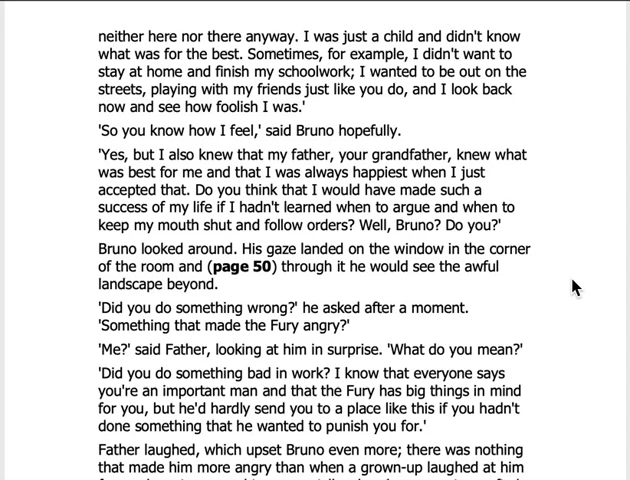 neither here nor there anyway. I was just a child and didn't know
what was for the best. Sometimes, for example, I didn't want to
stay at home and finish my schoolwork; I wanted to be out on the
streets, playing with my friends just like you do, and I look back
now and see how foolish I was.'
'So you know how I feel,' said Bruno hopefully.
'Yes, but I also knew that my father, your grandfather, knew what
was best for me and that I was always happiest when I just
accepted that. Do you think that I would have made such a
success of my life if I hadn't learned when to argue and when to
keep my mouth shut and follow orders? Well, Bruno? Do you?'
Bruno looked around. His gaze landed on the window in the corner
of the room and (page 50) through it he would see the awful
landscape beyond.
'Did you do something wrong?' he asked after a moment.
'Something that made the Fury angry?'
'Me?' said Father, looking at him in surprise. 'What do you mean?'
'Did you do something bad in work? I know that everyone says
you're an important man and that the Fury has big things in mind
for you, but he'd hardly send you to a place like this if you hadn't
done something that he wanted to punish you for.'
Father laughed, which upset Bruno even more; there was nothing
that made him more angry than when a grown-up laughed at him